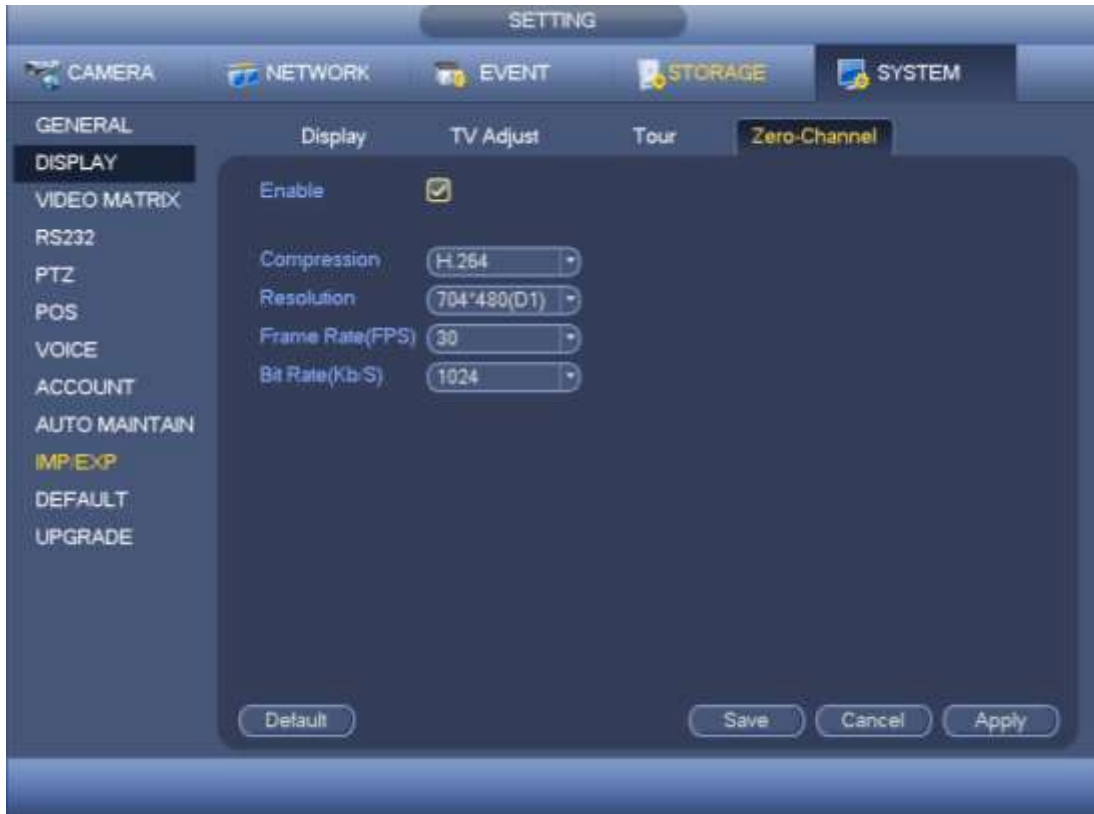 SETTING
CAMERA NETWORK EVENT STORAGE SYSTEM
GENERAL
DISPLAY
VIDEO MATRIX
RS232
PTZ
POS
VOICE
ACCOUNT
AUTO MAINTAIN
IMP/EXP
DEFAULT
UPGRADE
Display TV Adjust Tour Zero-Channel
Enable
Compression H.264
Resolution 704*480(D1)
Frame Rate(FPS) 30
Bit Rate(Kb/S) 1024
Default Save Cancel Apply